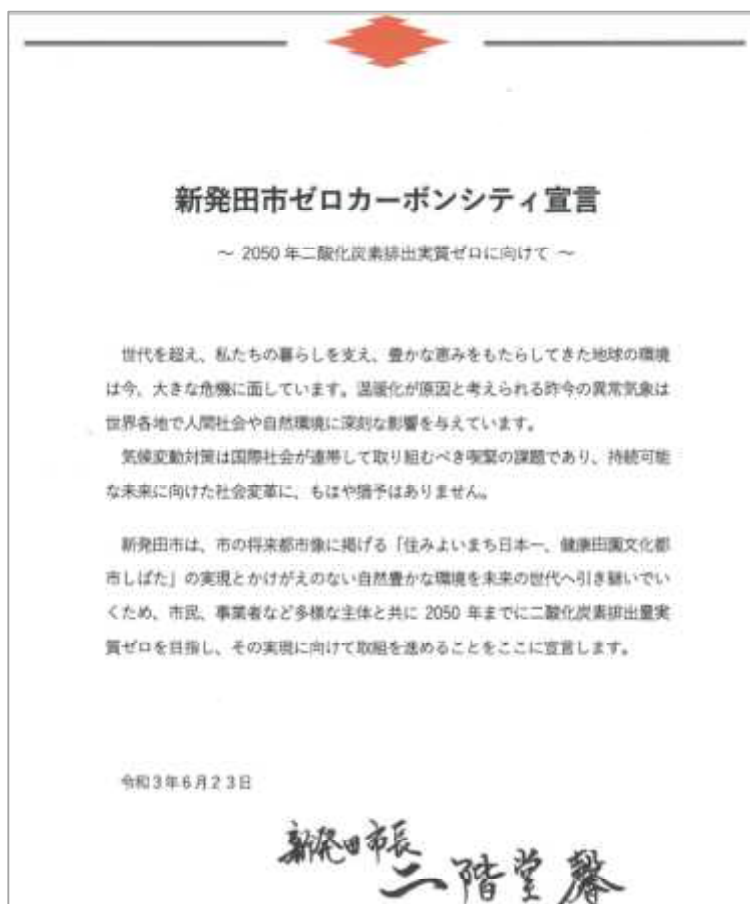 新発田市ゼロカーボンシティ宣言
～ 2050 年二酸化炭素排出実質ゼロに向けて ～
世代を超え、私たちの暮らしを支え、豊かな恵みをもたらしてきた地球の環境
は今、大きな危機に面しています。温暖化が原因と考えられる昨今の異常気象は
世界各地で人間社会や自然環境に深刻な影響を与えています。
気候変動対策は国際社会が連帯して取り組むべき喫緊の課題であり、持続可能
な未来に向けた社会変革に、もはや猶予はありません。
新発田市は、市の将来都市像に掲げる「住みよいまち日本一、健康田園文化都
市しばた」の実現とかけがえのない自然豊かな環境を未来の世代へ引き継いでい
くため、市民、事業者など多様な主体と共に 2050 年までに二酸化炭素排出量実
質ゼロを目指し、その実現に向けて取組を進めることをここに宣言します。
令和3年6月23日
新発田市長
二階堂馨